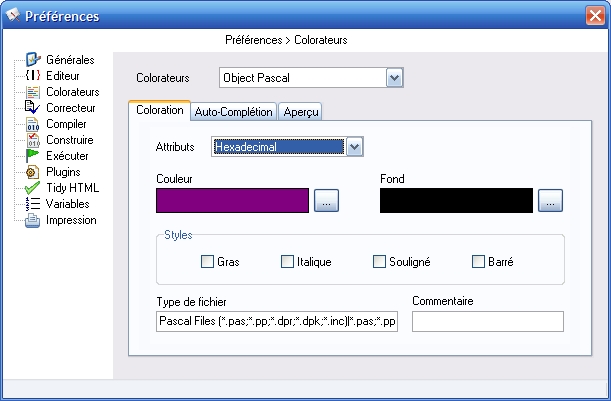 Préférences
Préférences > Colorateurs
Générales
Editeur
Colorateurs
Correcteur
Compiler
Construire
Exécuter
Plugins
Tidy HTML
Variables
Impression
Colorateurs
Object Pascal
Coloration
Auto-Complétion
Aperçu
Attributs
Hexadecimal
Couleur
Fond
...
...
Styles
Gras
Italique
Souligné
Barré
Type de fichier
Commentaire
Pascal Files (*.pas;*.pp;*.dpr;*.dpk;*.inc)|*.pas;*.pp